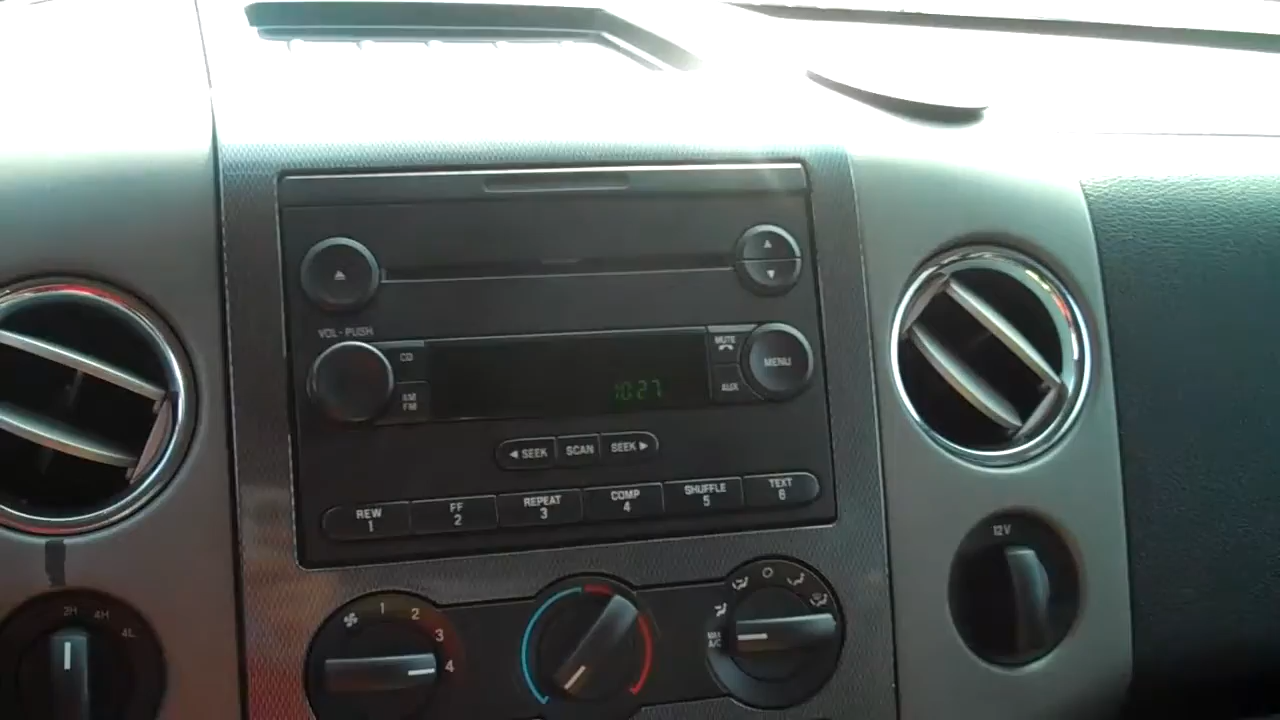 VOL - PUSH
CD
AM
FM
10:27
MUTE
AUX
MENU
SEEK
SCAN
SEEK
REW
1
FF
2
REPEAT
3
COMP
4
SHUFFLE
5
TEXT
6
12V
2H
4H
4L
1
2
3
4
MAX
A/C